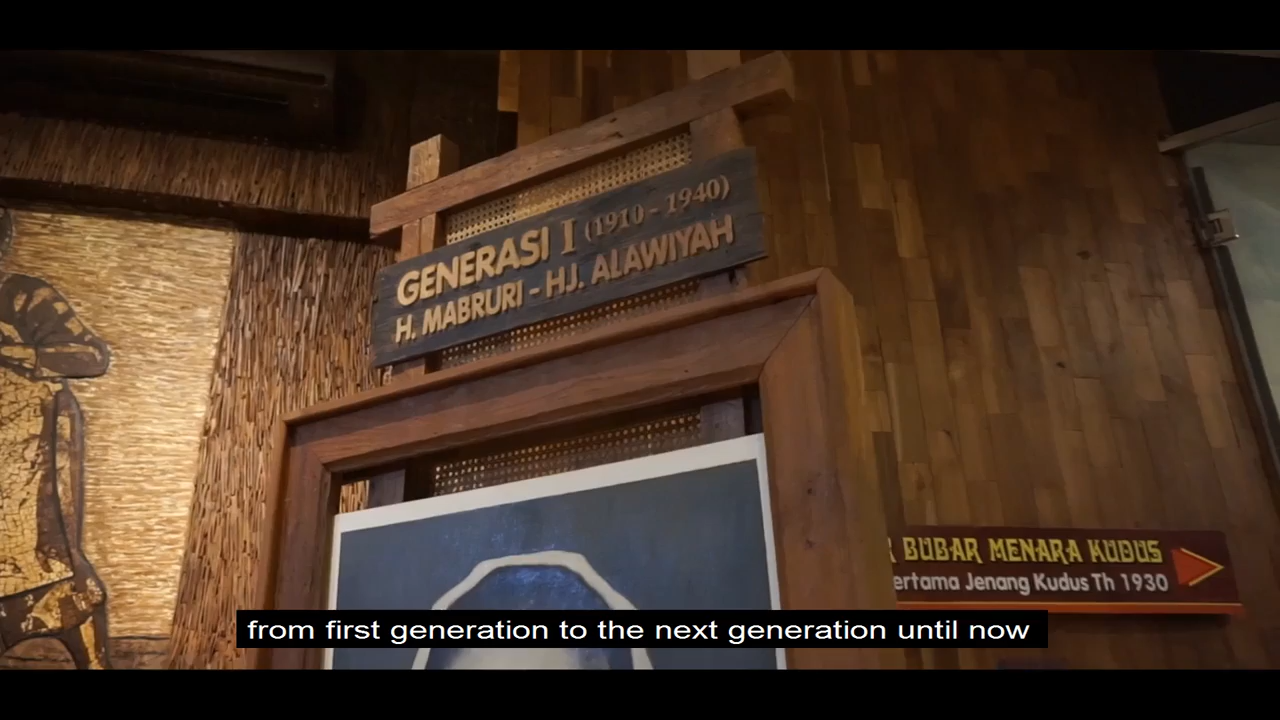 GENERASI I (1910 - 1940)
H. MABRURI - HJ. ALAWIYAH
BUBAR MENARA KUDUS
Jenang Kudus Th 1930
from first generation to the next generation until now